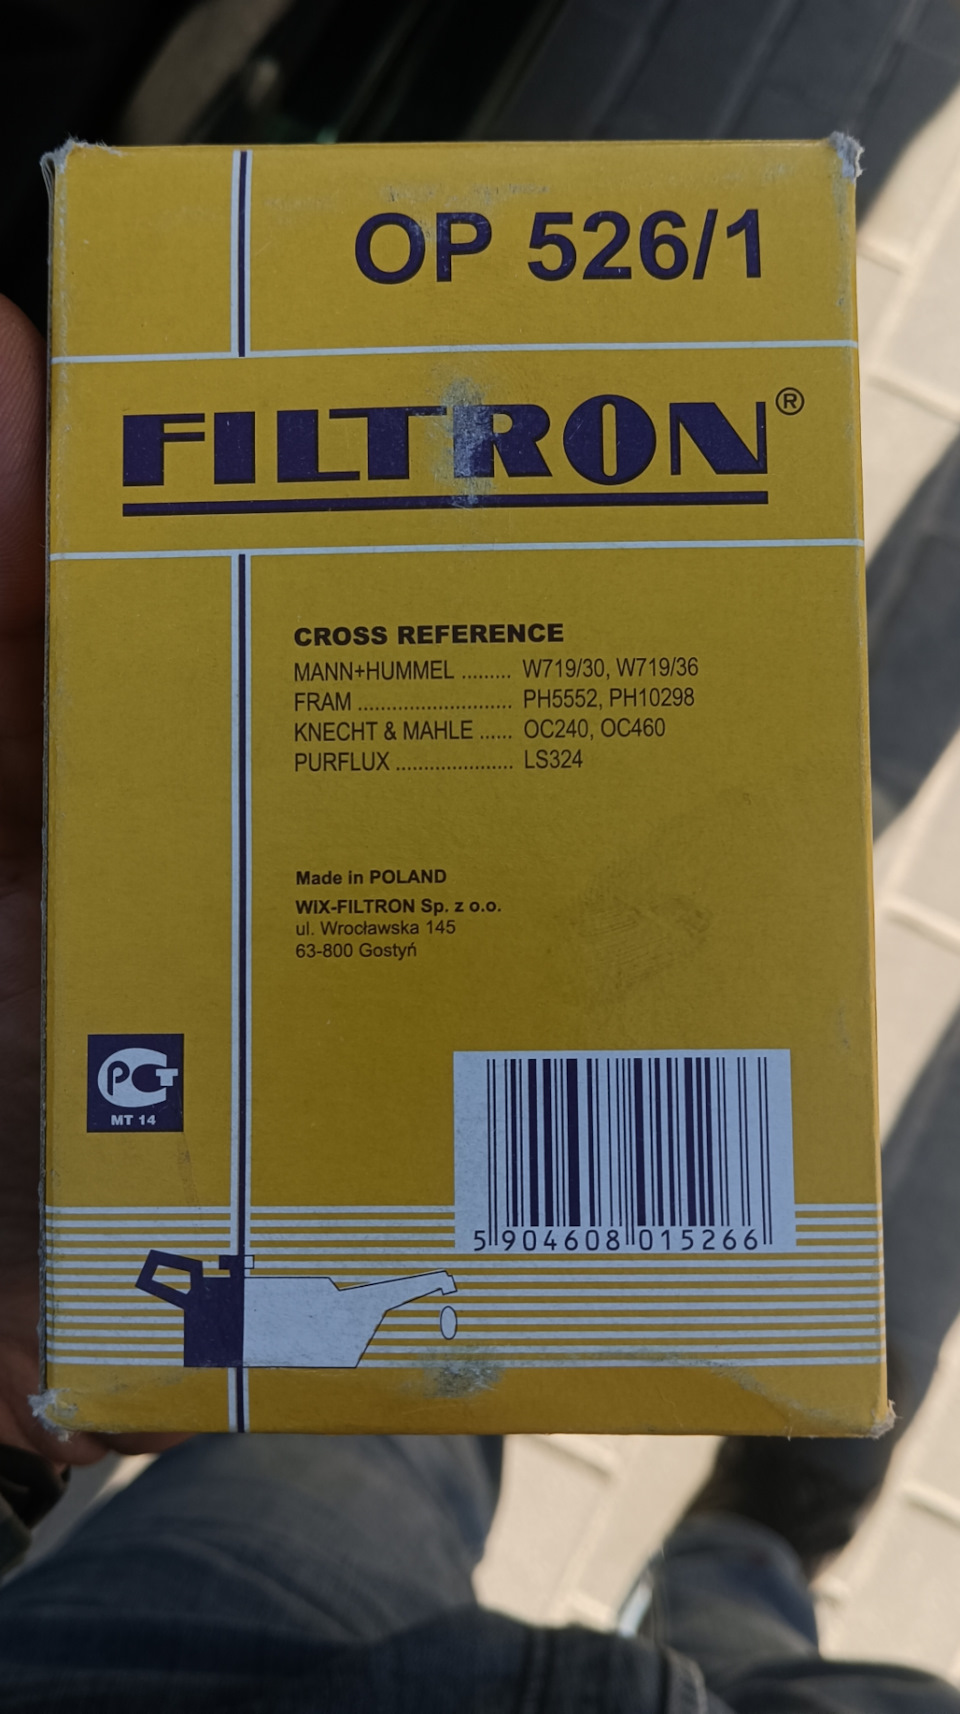 OP 526/1
FILTRON®
CROSS REFERENCE
MANN+HUMMEL ......... W719/30, W719/36
FRAM ............................ PH5552, PH10298
KNECHT & MAHLE ...... OC240, OC460
PURFLUX ..................... LS324
Made in POLAND
WIX-FILTRON Sp. z o.o.
ul. Wrocławska 145
63-800 Gostyń
PCT
MT 14
5 904608 015266